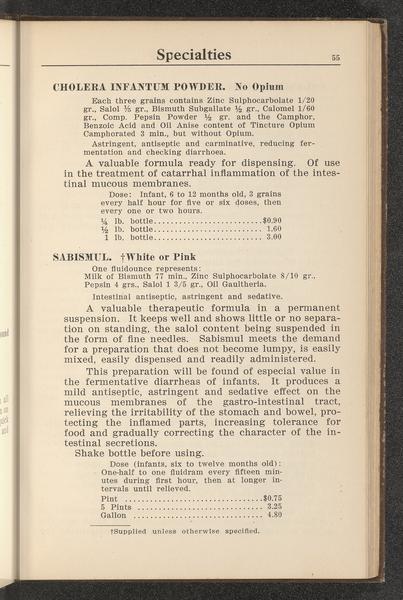 Specialties
55
CHOLERA INFANTUM POWDER. No Opium
Each three grains contains Zinc Sulphocarbolate 1/20
gr., Salol ½ gr., Bismuth Subgallate ½ gr., Calomel 1/60
gr., Comp. Pepsin Powder ½ gr. and the Camphor,
Benzoic Acid and Oil Anise content of Tincture Opium
Camphorated 3 min., but without Opium.
Astringent, antiseptic and carminative, reducing fer-
mentation and checking diarrhoea.
A valuable formula ready for dispensing. Of use
in the treatment of catarrhal inflammation of the intes-
tinal mucous membranes.
Dose: Infant, 6 to 12 months old, 3 grains
every half hour for five or six doses, then
every one or two hours.
¼ lb. bottle..........................$0.90
½ lb. bottle.......................... 1.60
1 lb. bottle.......................... 3.00
SABISMUL. †White or Pink
One fluidounce represents:
Milk of Bismuth 77 min., Zinc Sulphocarbolate 8/10 gr.,
Pepsin 4 grs., Salol 1 3/5 gr., Oil Gaultheria.
Intestinal antiseptic, astringent and sedative.
A valuable therapeutic formula in a permanent
suspension. It keeps well and shows little or no separa-
tion on standing, the salol content being suspended in
the form of fine needles. Sabismul meets the demand
for a preparation that does not become lumpy, is easily
mixed, easily dispensed and readily administered.
This preparation will be found of especial value in
the fermentative diarrheas of infants. It produces a
mild antiseptic, astringent and sedative effect on the
mucous membranes of the gastro-intestinal tract,
relieving the irritability of the stomach and bowel, pro-
tecting the inflamed parts, increasing tolerance for
food and gradually correcting the character of the in-
testinal secretions.
Shake bottle before using.
Dose (infants, six to twelve months old):
One-half to one fluidram every fifteen min-
utes during first hour, then at longer in-
tervals until relieved.
Pint ................................$0.75
5 Pints .............................. 3.25
Gallon ............................... 4.80
†Supplied unless otherwise specified.